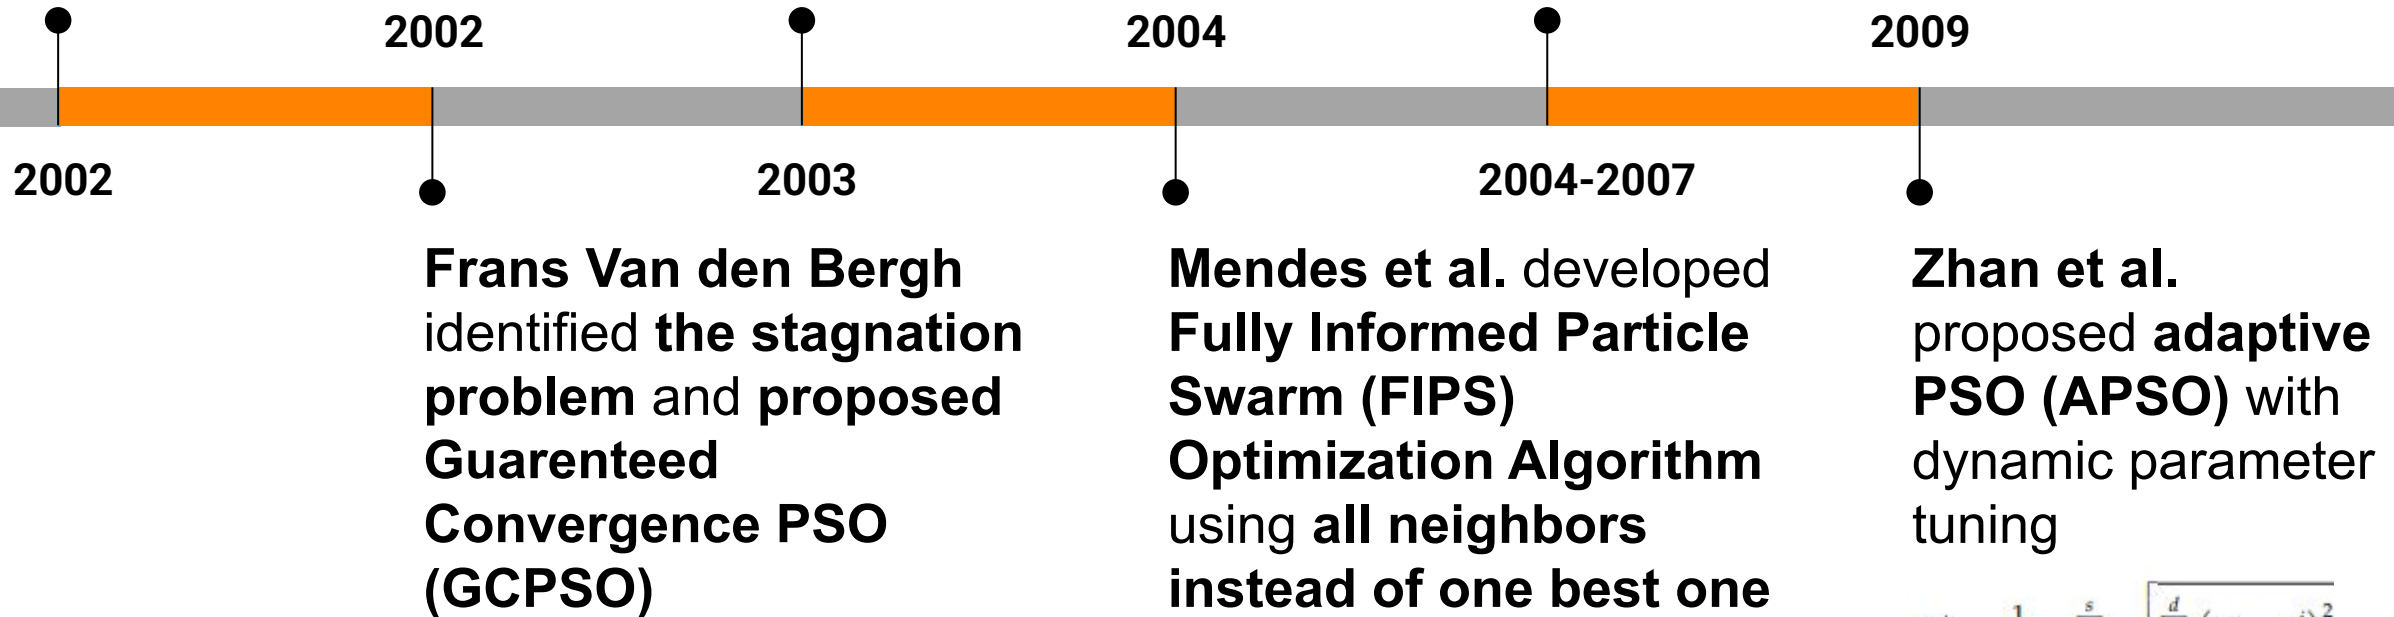 2002
2004
2009
2002
2003
2004-2007
Frans Van den Bergh
identified the stagnation
problem and proposed
Guarenteed
Convergence PSO
(GCPSO)
Mendes et al. developed
Fully Informed Particle
Swarm (FIPS)
Optimization Algorithm
using all neighbors
instead of one best one
Zhan et al.
proposed adaptive
PSO (APSO) with
dynamic parameter
tuning